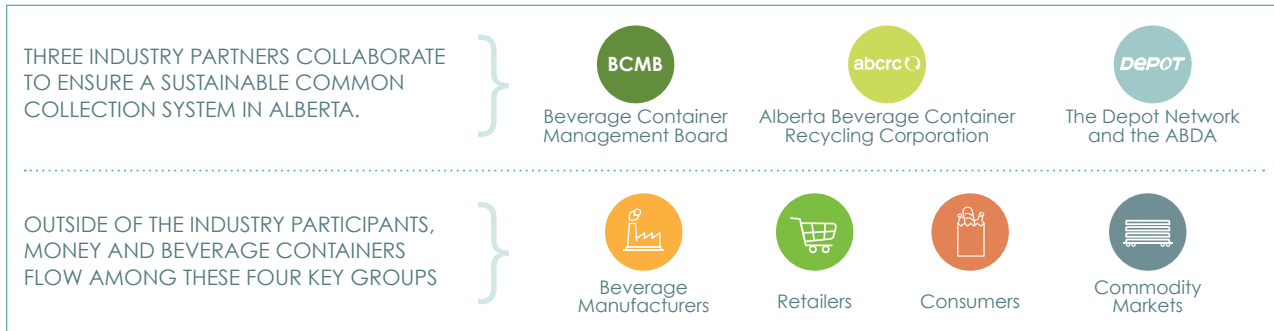 THREE INDUSTRY PARTNERS COLLABORATE
TO ENSURE A SUSTAINABLE COMMON
COLLECTION SYSTEM IN ALBERTA.
BCMB
Beverage Container
Management Board
abcrc
Alberta Beverage Container
Recycling Corporation
DEPOT
The Depot Network
and the ABDA
OUTSIDE OF THE INDUSTRY PARTICIPANTS,
MONEY AND BEVERAGE CONTAINERS
FLOW AMONG THESE FOUR KEY GROUPS
Beverage
Manufacturers
Retailers
Consumers
Commodity
Markets